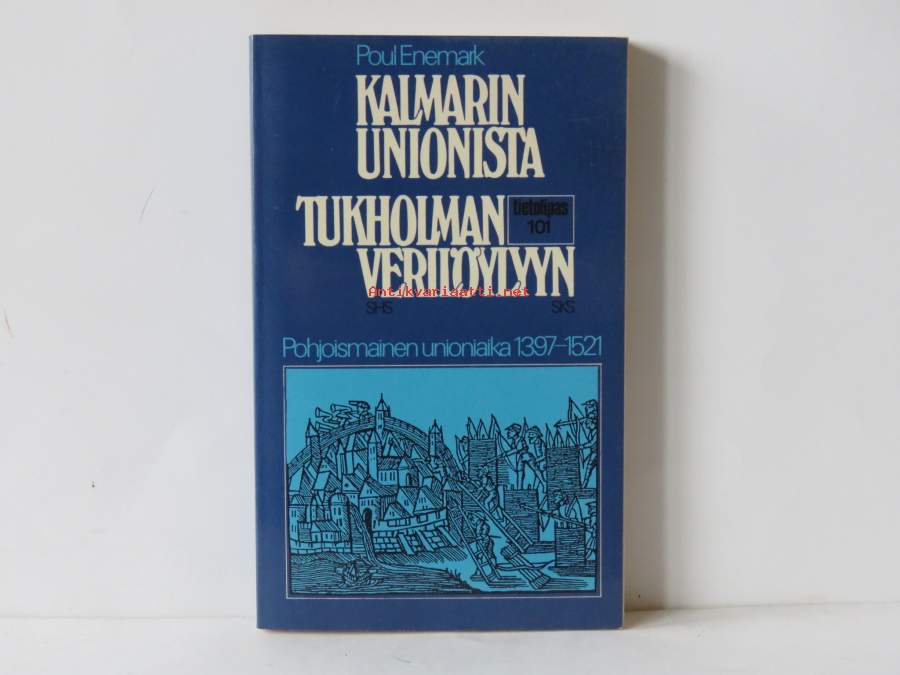 Poul Enemark
KALMARIN
UNIONISTA
TUKHOLMAN
tietolipas
101
VERILÖYLYYN
Antikvariaatti.net
SHS
SKS
Pohjoismainen unioniaika 1397–1521